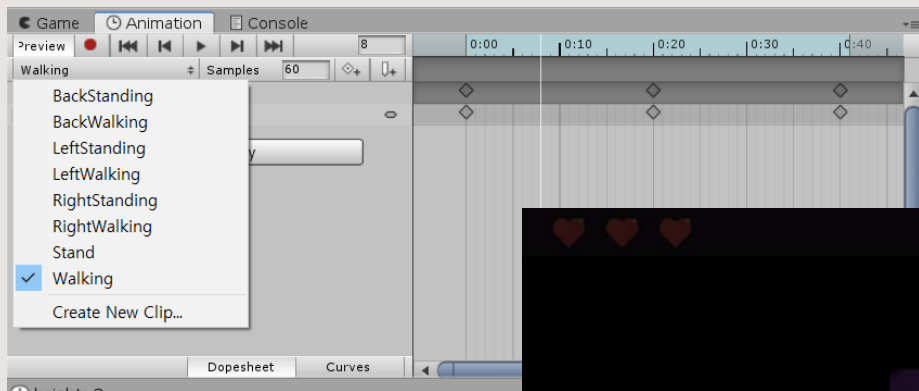 Game Animation Console
Preview 8 0:00 0:10 0:20 0:30 0:40
Walking Samples 60
BackStanding
BackWalking
LeftStanding
LeftWalking
y
RightStanding
RightWalking
Stand
Walking
Create New Clip...
Dopesheet Curves